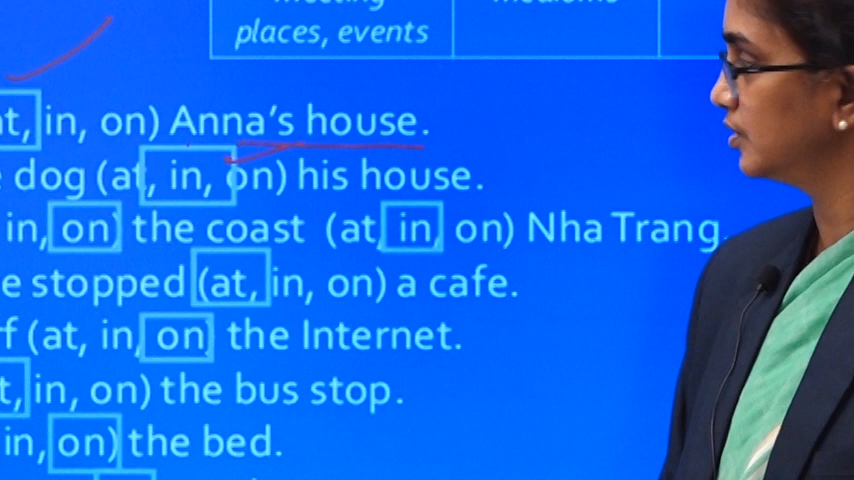 places, events
in, on) Anna's house.
dog (at, in, on) his house.
in, on) the coast (at, in, on) Nha Trang.
stopped (at, in, on) a cafe.
(at, in, on) the Internet.
in, on) the bus stop.
in, on) the bed.